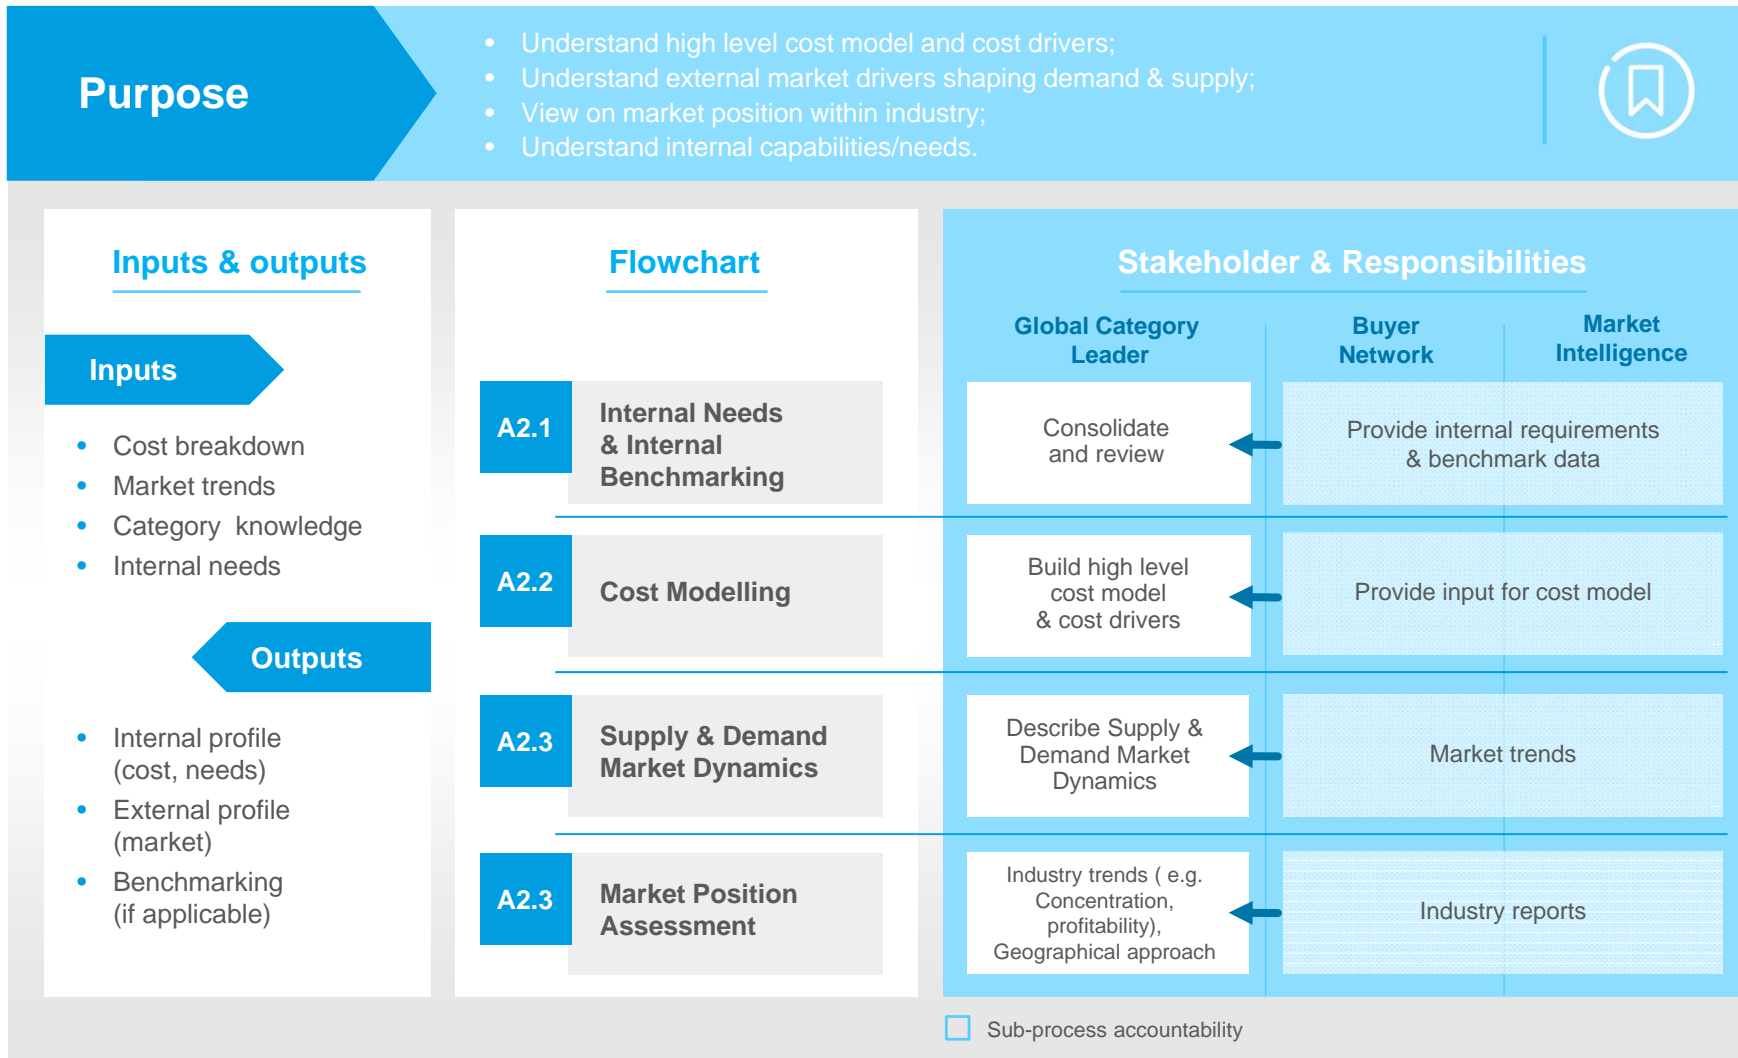 Purpose
• Understand high level cost model and cost drivers;
• Understand external market drivers shaping demand & supply;
• View on market position within industry;
• Understand internal capabilities/needs.
Inputs & outputs
Inputs
• Cost breakdown
• Market trends
• Category knowledge
• Internal needs
Outputs
• Internal profile
(cost, needs)
• External profile
(market)
• Benchmarking
(if applicable)
Flowchart
A2.1
Internal Needs
& Internal
Benchmarking
A2.2
Cost Modelling
A2.3
Supply & Demand
Market Dynamics
A2.3
Market Position
Assessment
Stakeholder & Responsibilities
Global Category
Leader
Buyer
Network
Market
Intelligence
Consolidate
and review
Provide internal requirements
& benchmark data
Build high level
cost model
& cost drivers
Provide input for cost model
Describe Supply &
Demand Market
Dynamics
Market trends
Industry trends ( e.g.
Concentration,
profitability),
Geographical approach
Industry reports
Sub-process accountability